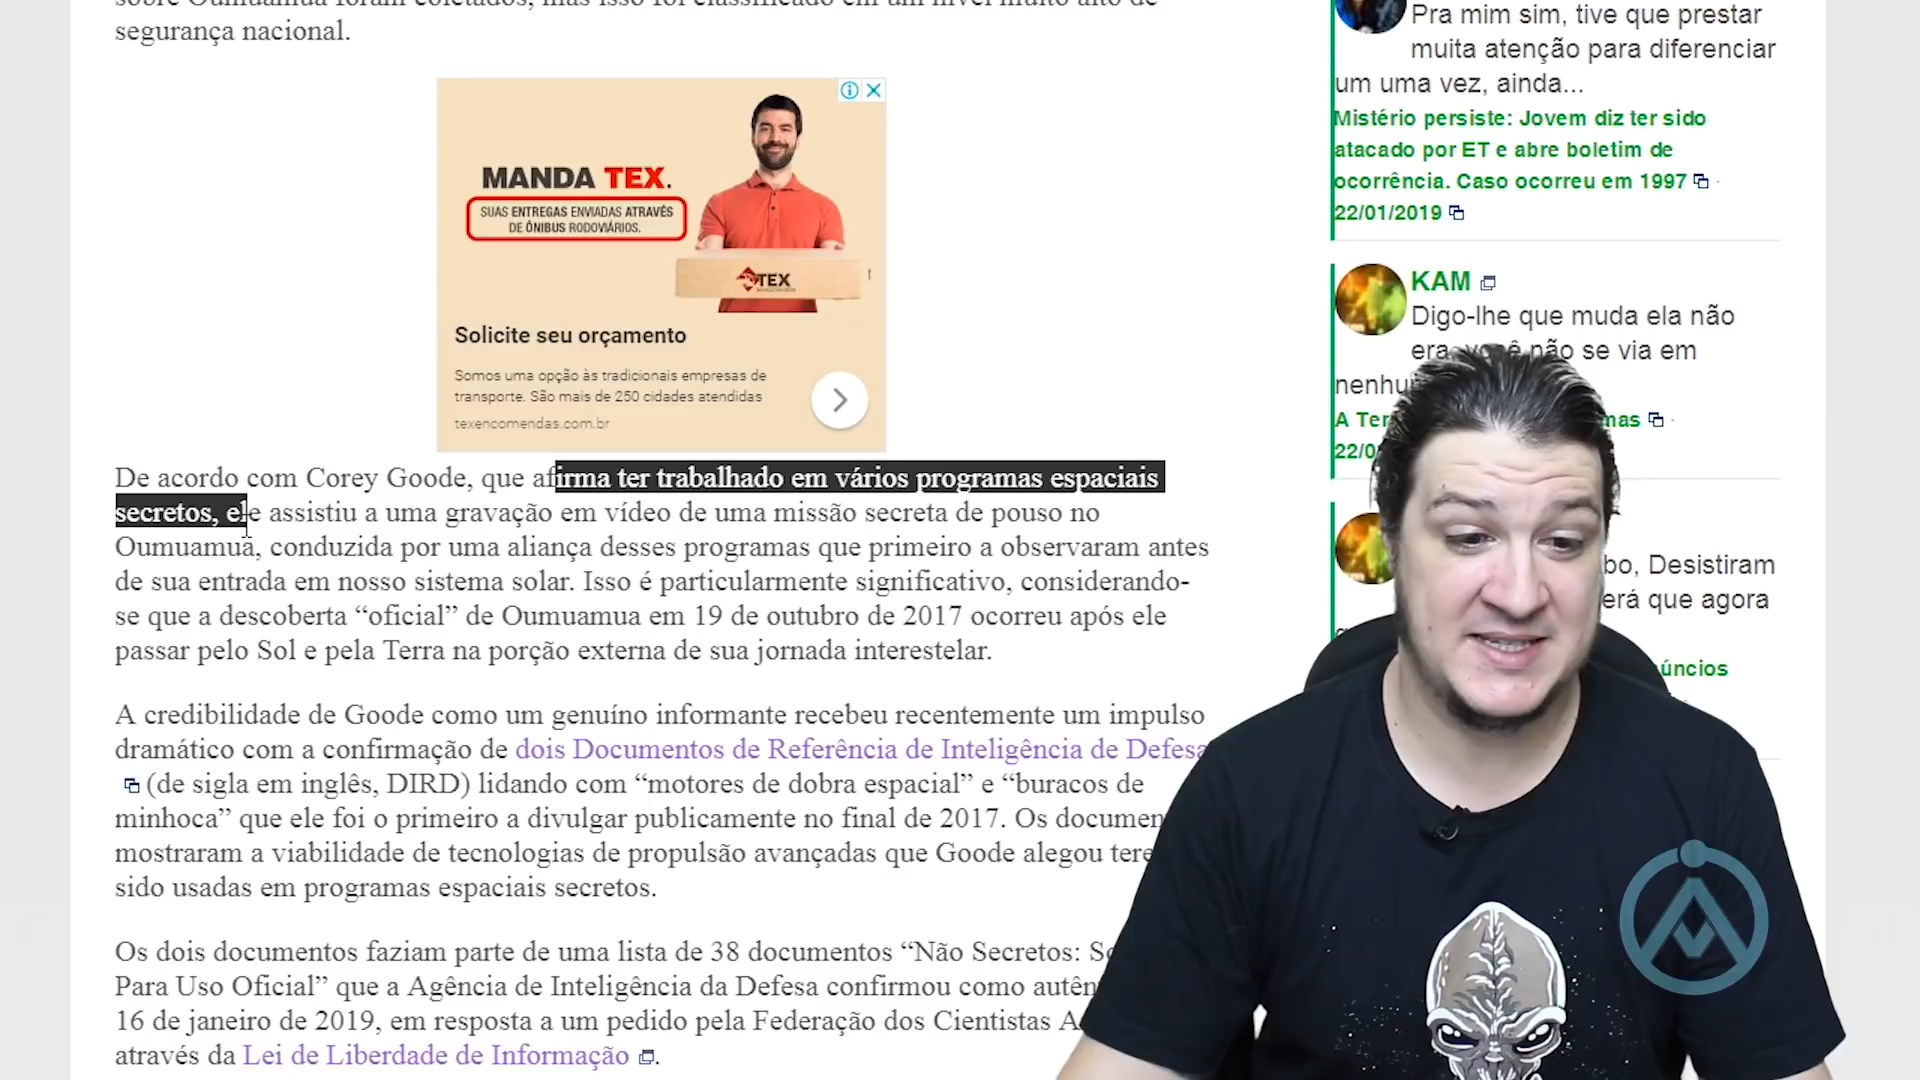 segurança nacional.
MANDA TEX.
SUAS ENTREGAS ENVIADAS ATRAVÉS
DE ÔNIBUS RODOVIÁRIOS.
TEX
Solicite seu orçamento
Somos uma opção às tradicionais empresas de
transporte. São mais de 250 cidades atendidas
texencomendas.com.br
De acordo com Corey Goode, que afirma ter trabalhado em vários programas espaciais
secretos, ele assistiu a uma gravação em vídeo de uma missão secreta de pouso no
Oumuamua, conduzida por uma aliança desses programas que primeiro a observaram antes
de sua entrada em nosso sistema solar. Isso é particularmente significativo, considerando-
se que a descoberta “oficial” de Oumuamua em 19 de outubro de 2017 ocorreu após ele
passar pelo Sol e pela Terra na porção externa de sua jornada interestelar.
A credibilidade de Goode como um genuíno informante recebeu recentemente um impulso
dramático com a confirmação de dois Documentos de Referência de Inteligência de Defesa
(de sigla em inglês, DIRD) lidando com “motores de dobra espacial” e “buracos de
minhoca” que ele foi o primeiro a divulgar publicamente no final de 2017. Os documen
mostraram a viabilidade de tecnologias de propulsão avançadas que Goode alegou tere
sido usadas em programas espaciais secretos.
Os dois documentos faziam parte de uma lista de 38 documentos “Não Secretos: S
Para Uso Oficial” que a Agência de Inteligência da Defesa confirmou como autên
16 de janeiro de 2019, em resposta a um pedido pela Federação dos Cientistas A
através da Lei de Liberdade de Informação.
Pra mim sim, tive que prestar
muita atenção para diferenciar
um uma vez, ainda...
Mistério persiste: Jovem diz ter sido
atacado por ET e abre boletim de
ocorrência. Caso ocorreu em 1997 ·
22/01/2019
KAM
Digo-lhe que muda ela não
era, você não se via em
nenhu
A Ter mas ·
22/0
bo, Desistiram
erá que agora
úncios